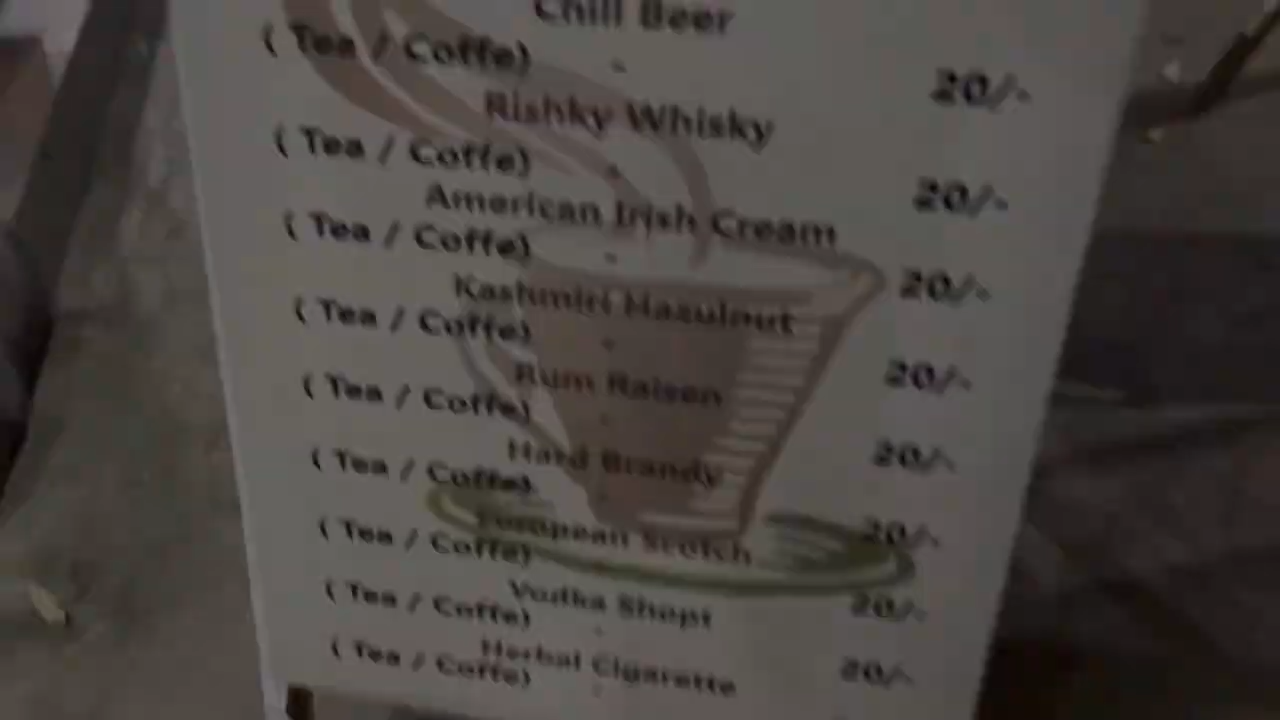 Chill Beer
( Tea / Coffe) 20/-
Rishky Whisky
( Tea / Coffe) 20/-
American Irish Cream
( Tea / Coffe) 20/-
Kashmiri Hazulnut
( Tea / Coffe) 20/-
Rum Raisen
( Tea / Coffe) 20/-
Hard Brandy
( Tea / Coffe) 20/-
European Scotch
( Tea / Coffe) 20/-
Vodka Shopt
( Tea / Coffe) 20/-
Herbal Cigarette
( Tea / Coffe)